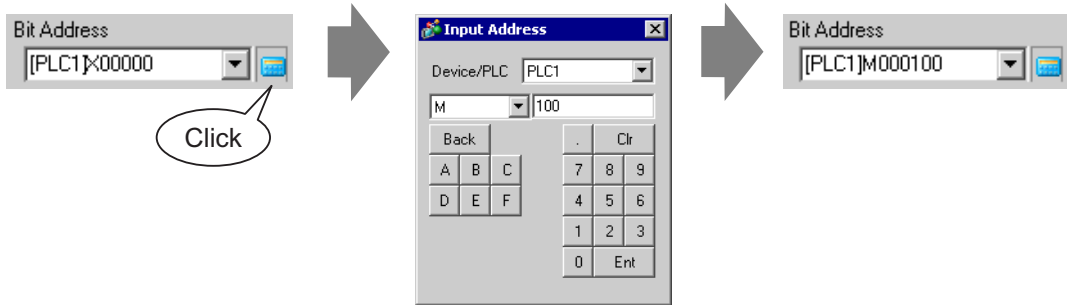 Bit Address
[PLC1]X00000
Click
Input Address
Device/PLC PLC1
M 100
Back . Clr
A B C 7 8 9
D E F 4 5 6
1 2 3
0 Ent
Bit Address
[PLC1]M000100